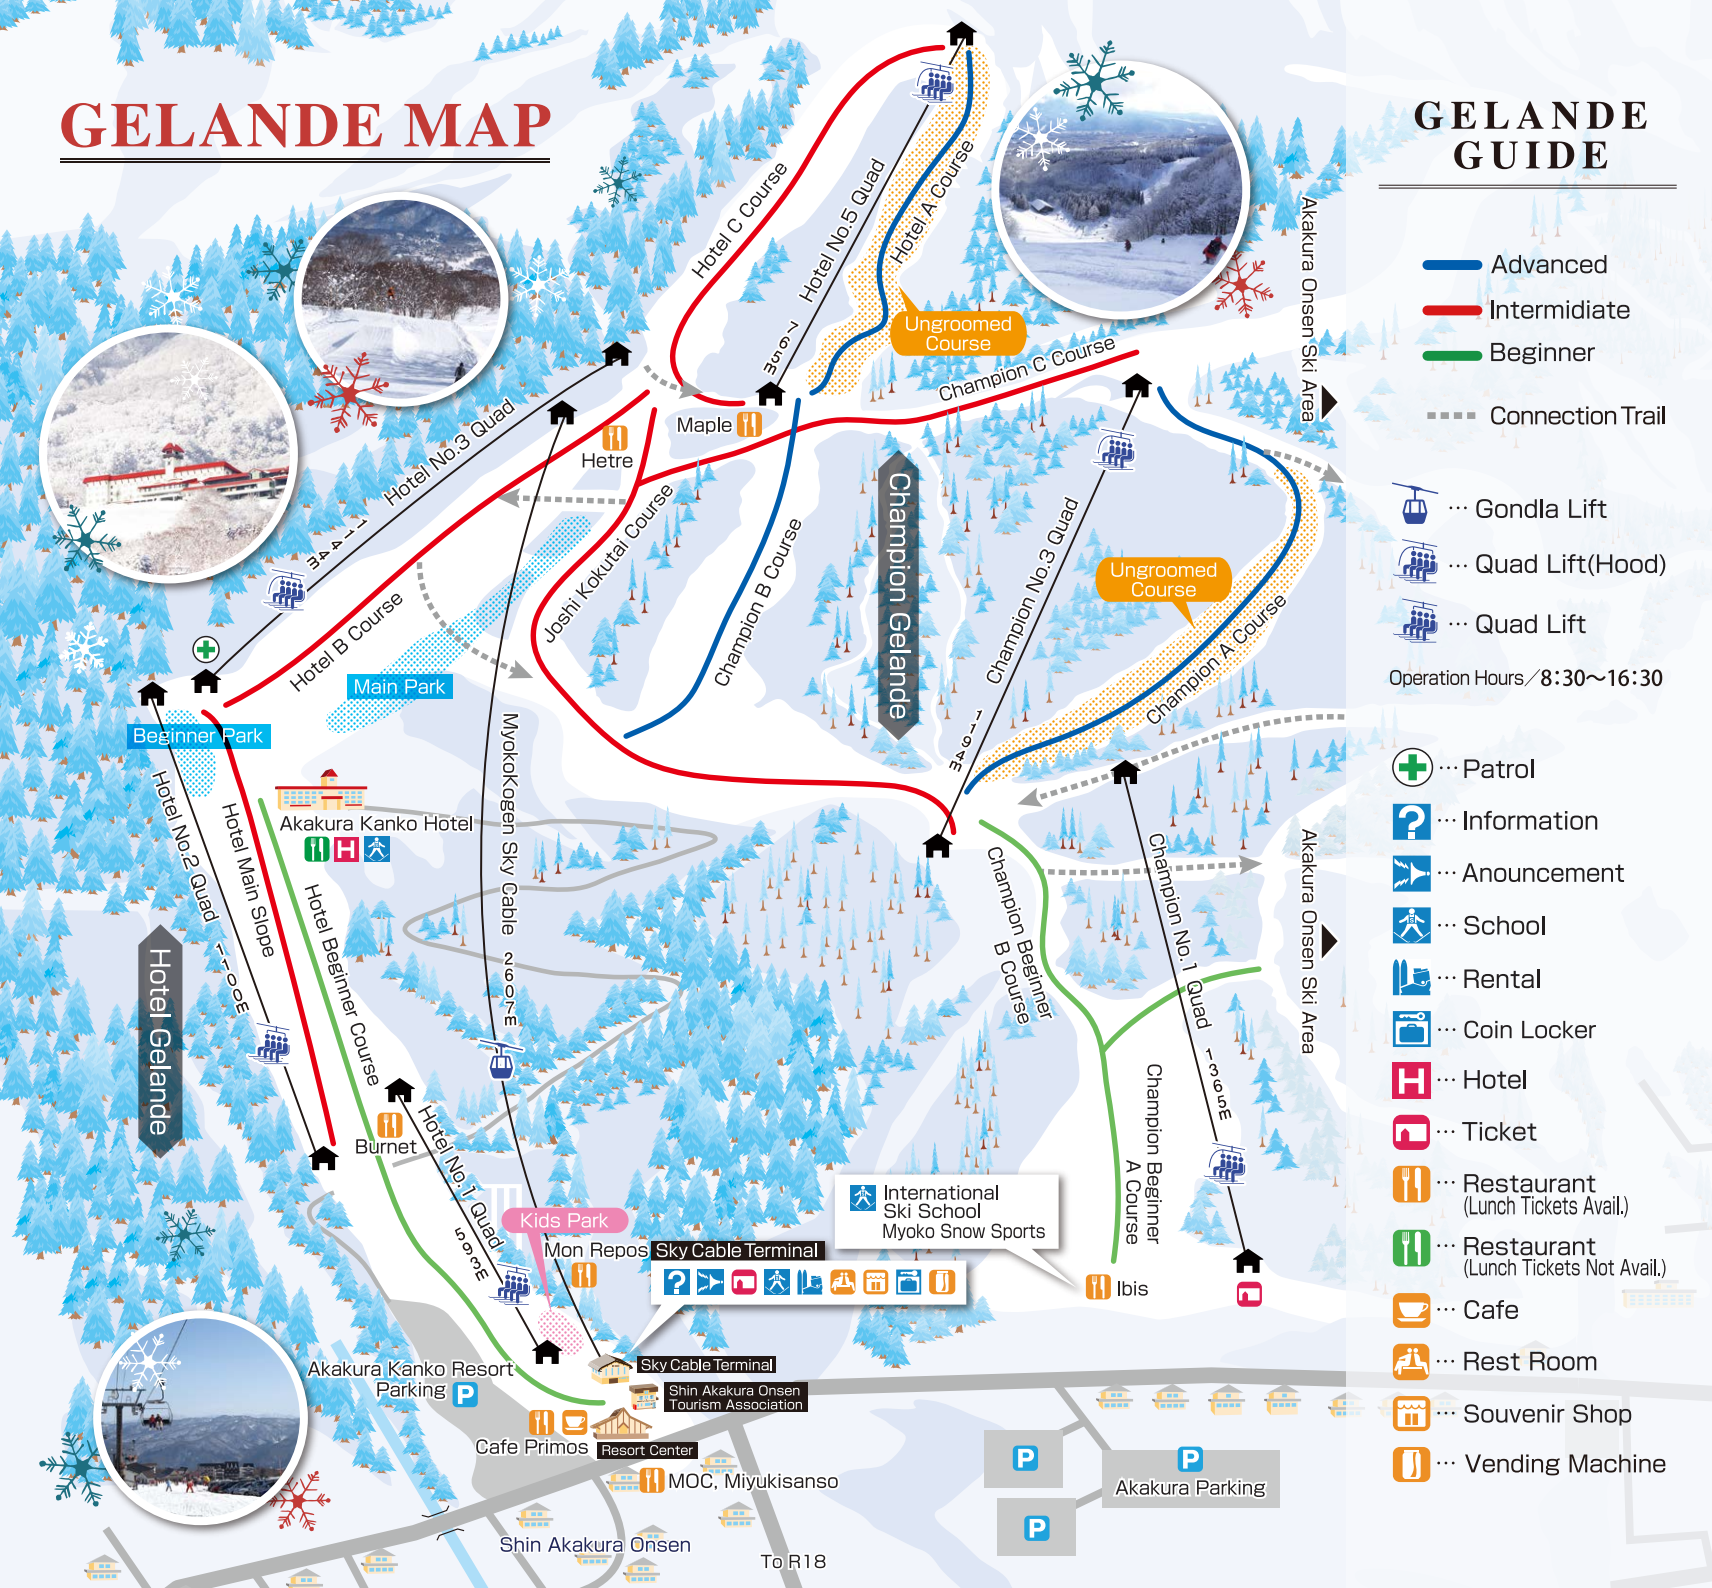 GELANDE MAP
Hotel C Course
Hotel No.5 Quad
795m
Hotel A Course
Ungroomed
Course
Champion C Course
Akakura Onsen Ski Area
Maple
Hetre
Hotel No.3 Quad
1144m
Hotel B Course
Joshi Kokutai Course
Champion B Course
Champion Gelande
Champion No.3 Quad
1194m
Ungroomed
Course
Champion A Course
Main Park
Beginner Park
MyokoKogen Sky Cable 2607m
Akakura Kanko Hotel
Hotel No.2 Quad 1100m
Hotel Main Slope
Hotel Beginner Course
Hotel Gelande
Champion Beginner
B Course
Champion No.1 Quad 1365m
Akakura Onsen Ski Area
Champion Beginner
A Course
Burnet
Hotel No.1 Quad
593m
Kids Park
Mon Repos
Sky Cable Terminal
International
Ski School
Myoko Snow Sports
Ibis
Sky Cable Terminal
Shin Akakura Onsen
Tourism Association
Akakura Kanko Resort
Parking P
Cafe Primos
Resort Center
MOC, Miyukisanso
Shin Akakura Onsen
To R18
P
P
P
Akakura Parking
GELANDE
GUIDE
Advanced
Intermidiate
Beginner
Connection Trail
… Gondla Lift
… Quad Lift(Hood)
… Quad Lift
Operation Hours／8:30〜16:30
… Patrol
? … Information
… Anouncement
… School
… Rental
… Coin Locker
H … Hotel
… Ticket
… Restaurant
(Lunch Tickets Avail.)
… Restaurant
(Lunch Tickets Not Avail.)
… Cafe
… Rest Room
… Souvenir Shop
… Vending Machine